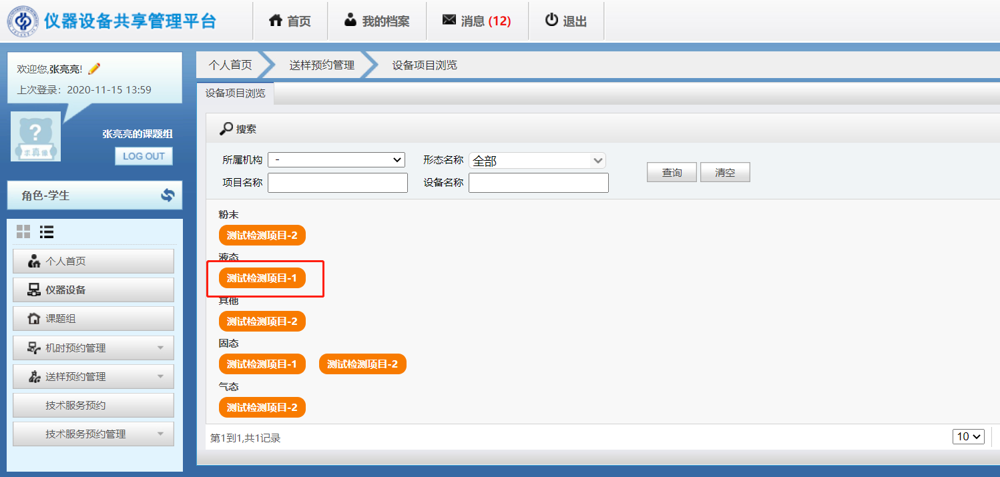 仪器设备共享管理平台
首页
我的档案
消息 (12)
退出
欢迎您,张亮亮!
上次登录：2020-11-15 13:59
?
求真像
张亮亮的课题组
LOG OUT
角色-学生
个人首页
仪器设备
课题组
机时预约管理
送样预约管理
技术服务预约
技术服务预约管理
个人首页
送样预约管理
设备项目浏览
设备项目浏览
搜索
所属机构 -
形态名称 全部
项目名称
设备名称
查询
清空
粉末
测试检测项目-2
液态
测试检测项目-1
其他
测试检测项目-2
固态
测试检测项目-1 测试检测项目-2
气态
测试检测项目-2
第1到1,共1记录
10